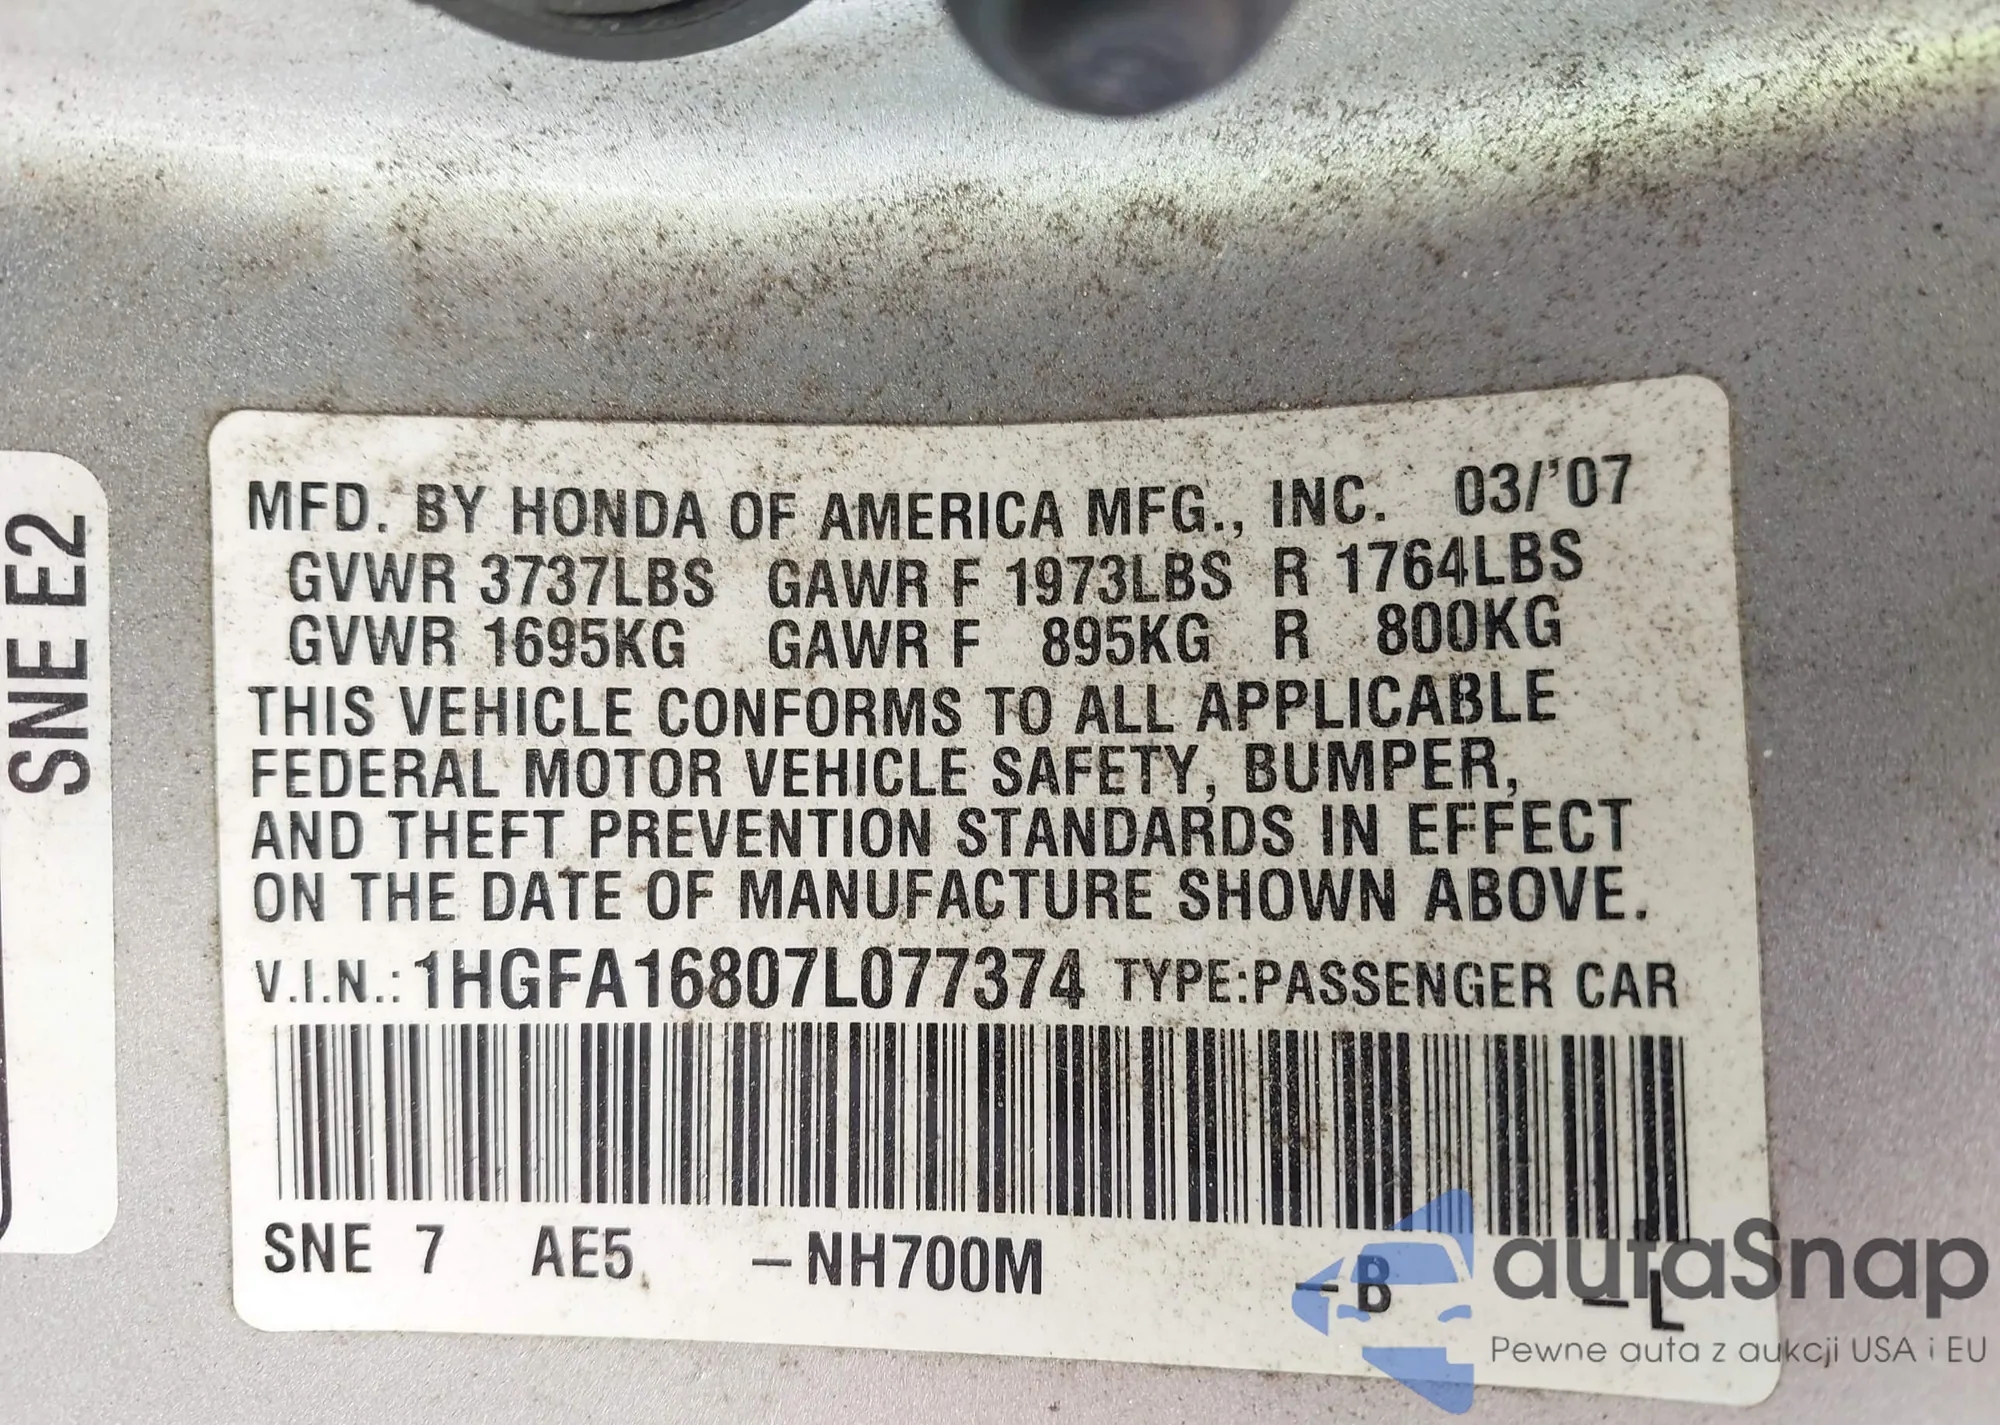 SNE E2
MFD. BY HONDA OF AMERICA MFG., INC. 03/'07
GVWR 3737LBS GAWR F 1973LBS R 1764LBS
GVWR 1695KG GAWR F 895KG R 800KG
THIS VEHICLE CONFORMS TO ALL APPLICABLE
FEDERAL MOTOR VEHICLE SAFETY, BUMPER,
AND THEFT PREVENTION STANDARDS IN EFFECT
ON THE DATE OF MANUFACTURE SHOWN ABOVE.
V.I.N.: 1HGFA16807L077374 TYPE:PASSENGER CAR
SNE 7 AE5 –NH700M –B –L
autaSnap
Pewne auta z aukcji USA i EU